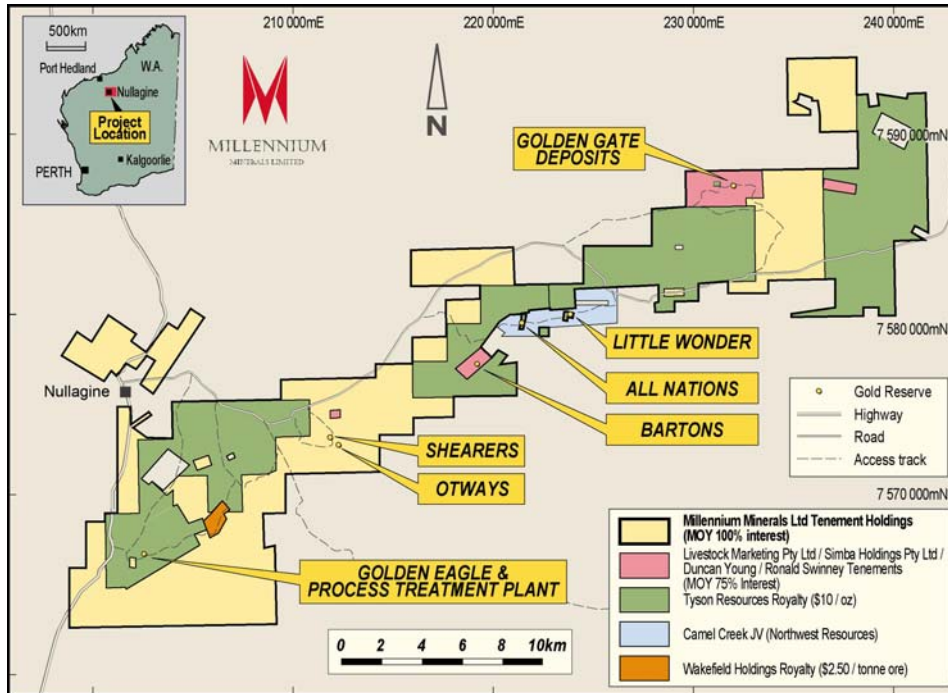 210 000mE
220 000mE
230 000mE
240 000mE
500km
Port Hedland
W.A.
Nullagine
Project
Location
Kalgoorlie
PERTH
MILLENNIUM
MINERALS LIMITED
N
GOLDEN GATE
DEPOSITS
7 590 000mN
7 580 000mN
7 570 000mN
LITTLE WONDER
ALL NATIONS
BARTONS
SHEARERS
OTWAYS
Nullagine
GOLDEN EAGLE &
PROCESS TREATMENT PLANT
0 2 4 6 8 10km
Gold Reserve
Highway
Road
Access track
Millennium Minerals Ltd Tenement Holdings
(MOY 100% interest)
Livestock Marketing Pty Ltd / Simba Holdings Pty Ltd /
Duncan Young / Ronald Swinney Tenements
(MOY 75% Interest)
Tyson Resources Royalty ($10 / oz)
Camel Creek JV (Northwest Resources)
Wakefield Holdings Royalty ($2.50 / tonne ore)